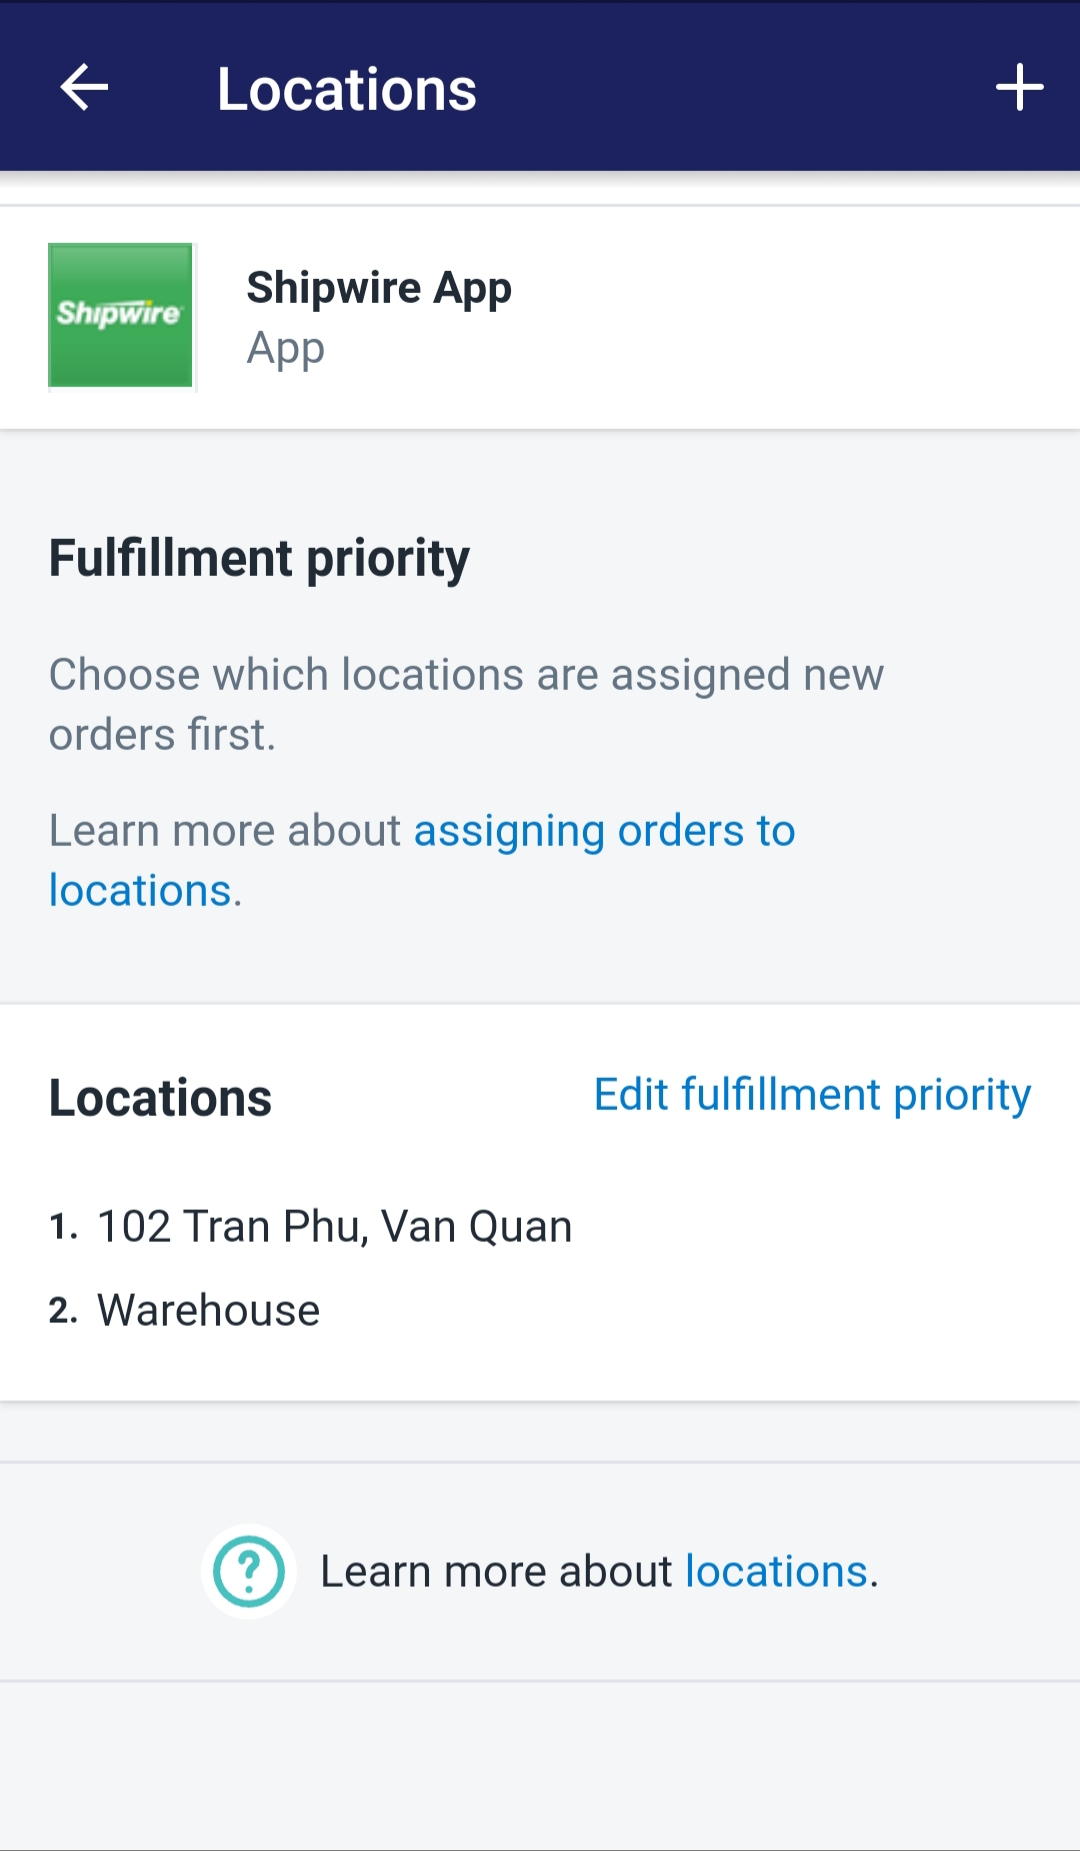 Locations
Shipwire
Shipwire App
App
Fulfillment priority
Choose which locations are assigned new
orders first.
Learn more about assigning orders to
locations.
Locations
Edit fulfillment priority
1. 102 Tran Phu, Van Quan
2. Warehouse
Learn more about locations.